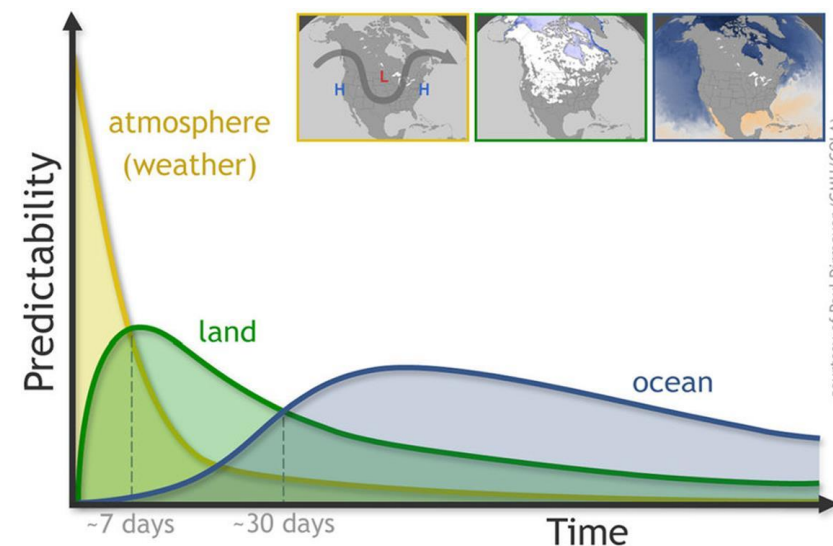 H
L
H
atmosphere
(weather)
Predictability
land
ocean
~7 days
~30 days
Time